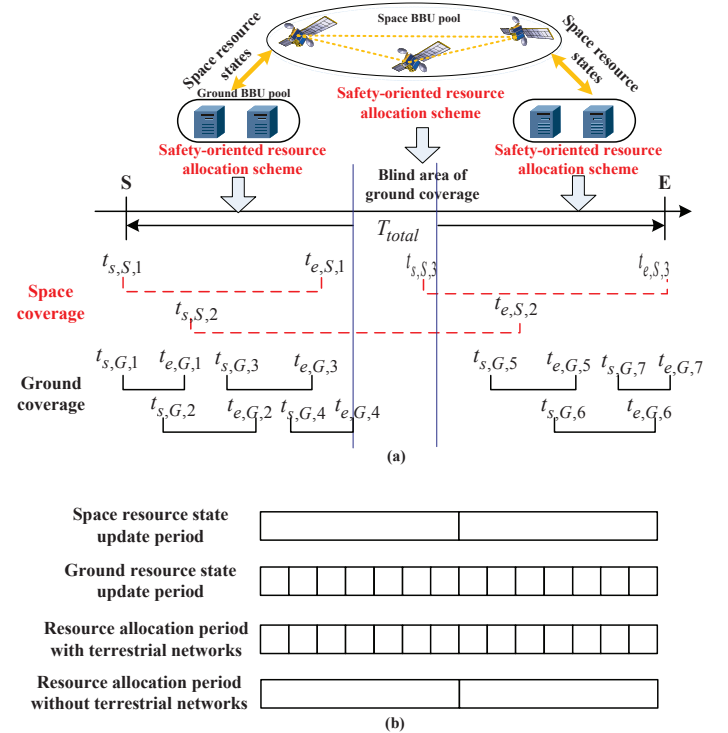 Space BBU pool
Space resource
states
Space resource
states
Ground BBU pool
Safety-oriented resource
allocation scheme
Safety-oriented resource
allocation scheme
Safety-oriented resource
allocation scheme
Blind area of
ground coverage
S
E
T_total
t_s,S,1
t_e,S,1
t_s,S,3
t_e,S,3
Space
coverage
t_s,S,2
t_e,S,2
t_s,G,1
t_e,G,1
t_s,G,3
t_e,G,3
t_s,G,5
t_e,G,5
t_s,G,7
t_e,G,7
Ground
coverage
t_s,G,2
t_e,G,2
t_s,G,4
t_e,G,4
t_s,G,6
t_e,G,6
(a)
Space resource state
update period
Ground resource state
update period
Resource allocation period
with terrestrial networks
Resource allocation period
without terrestrial networks
(b)